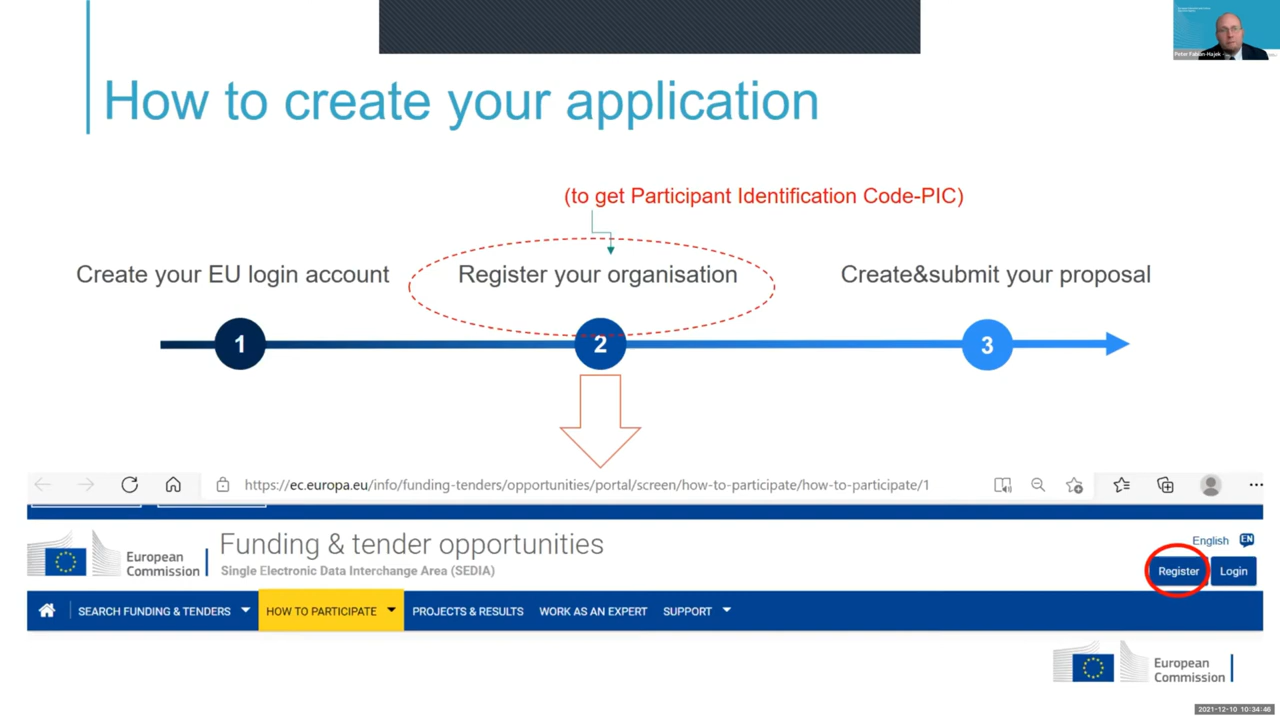 Peter Fabian-Hajek
How to create your application
(to get Participant Identification Code-PIC)
Create your EU login account
Register your organisation
Create&submit your proposal
1
2
3
https://ec.europa.eu/info/funding-tenders/opportunities/portal/screen/how-to-participate/how-to-participate/1
European
Commission
Funding & tender opportunities
Single Electronic Data Interchange Area (SEDIA)
English EN
Register
Login
SEARCH FUNDING & TENDERS
HOW TO PARTICIPATE
PROJECTS & RESULTS
WORK AS AN EXPERT
SUPPORT
European
Commission
2021-12-10 10:34:46